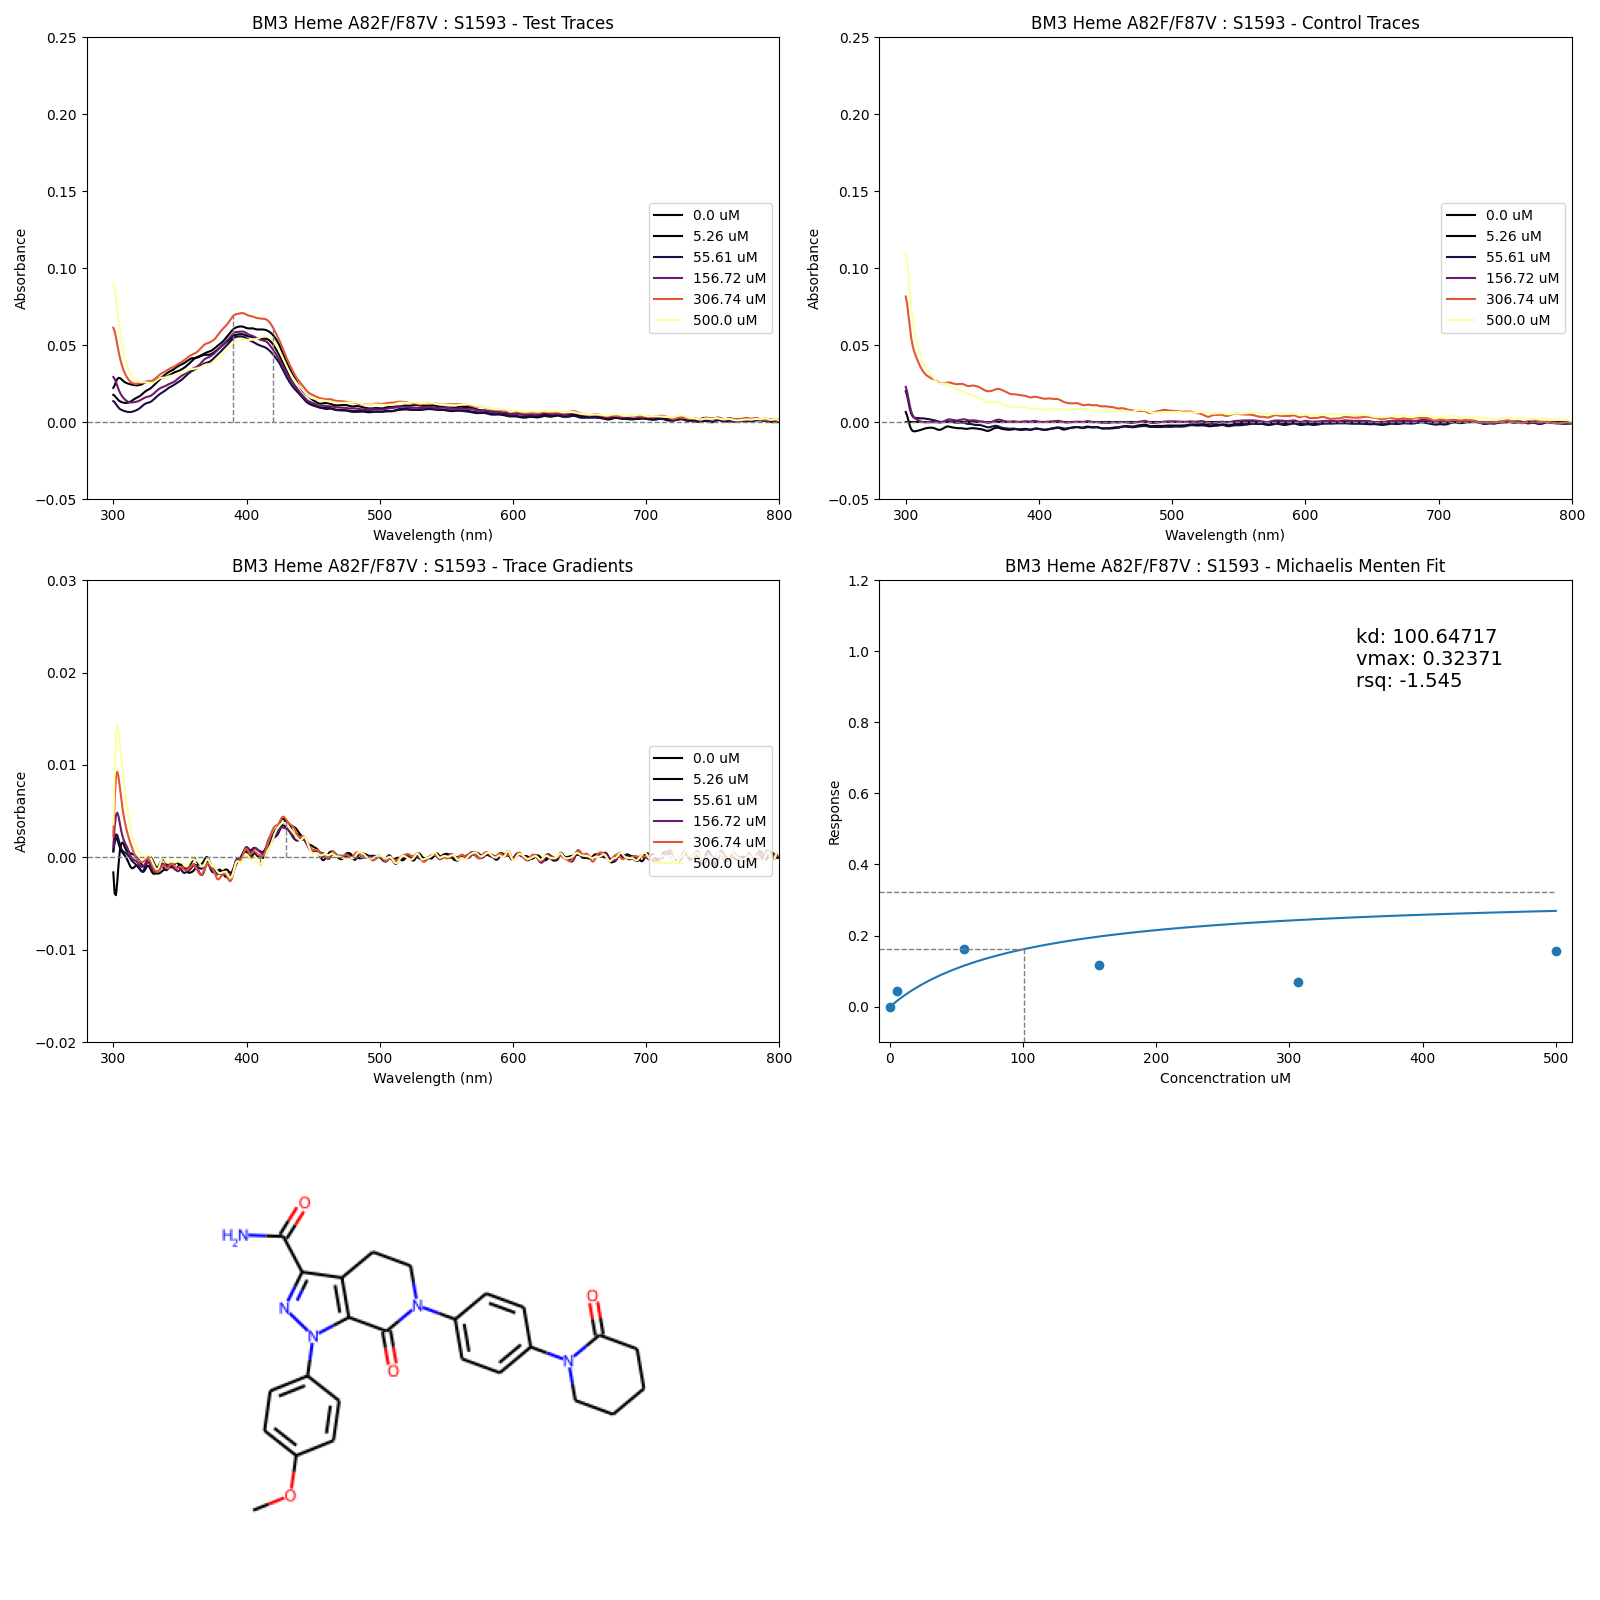 BM3 Heme A82F/F87V : S1593 - Test Traces
0.25
0.20
0.15
0.10
0.05
0.00
−0.05
Absorbance
300 400 500 600 700 800
Wavelength (nm)
0.0 uM
5.26 uM
55.61 uM
156.72 uM
306.74 uM
500.0 uM
BM3 Heme A82F/F87V : S1593 - Control Traces
0.25
0.20
0.15
0.10
0.05
0.00
−0.05
Absorbance
300 400 500 600 700 800
Wavelength (nm)
0.0 uM
5.26 uM
55.61 uM
156.72 uM
306.74 uM
500.0 uM
BM3 Heme A82F/F87V : S1593 - Trace Gradients
0.03
0.02
0.01
0.00
−0.01
−0.02
Absorbance
300 400 500 600 700 800
Wavelength (nm)
0.0 uM
5.26 uM
55.61 uM
156.72 uM
306.74 uM
500.0 uM
BM3 Heme A82F/F87V : S1593 - Michaelis Menten Fit
1.2
1.0
0.8
0.6
0.4
0.2
0.0
Response
kd: 100.64717
vmax: 0.32371
rsq: -1.545
0 100 200 300 400 500
Concenctration uM
O
H2N
N
N
N
O
O
N
O